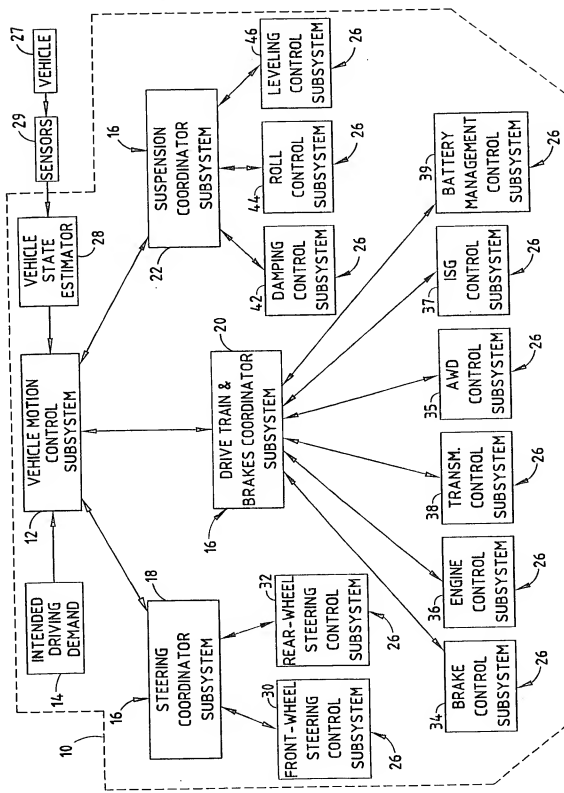 27
VEHICLE
29
SENSORS
VEHICLE
STATE
ESTIMATOR
28
10
14
INTENDED
DRIVING
DEMAND
12
VEHICLE MOTION
CONTROL
SUBSYSTEM
16
STEERING
COORDINATOR
SUBSYSTEM
18
16
DRIVE TRAIN &
BRAKES COORDINATOR
SUBSYSTEM
20
16
SUSPENSION
COORDINATOR
SUBSYSTEM
22
30
FRONT-WHEEL
STEERING
CONTROL
SUBSYSTEM
26
32
REAR-WHEEL
STEERING
CONTROL
SUBSYSTEM
26
42
DAMPING
CONTROL
SUBSYSTEM
26
44
ROLL
CONTROL
SUBSYSTEM
26
46
LEVELING
CONTROL
SUBSYSTEM
26
34
BRAKE
CONTROL
SUBSYSTEM
26
36
ENGINE
CONTROL
SUBSYSTEM
26
38
TRANSM.
CONTROL
SUBSYSTEM
26
35
AWD
CONTROL
SUBSYSTEM
26
37
ISG
CONTROL
SUBSYSTEM
26
39
BATTERY
MANAGEMENT
CONTROL
SUBSYSTEM
26